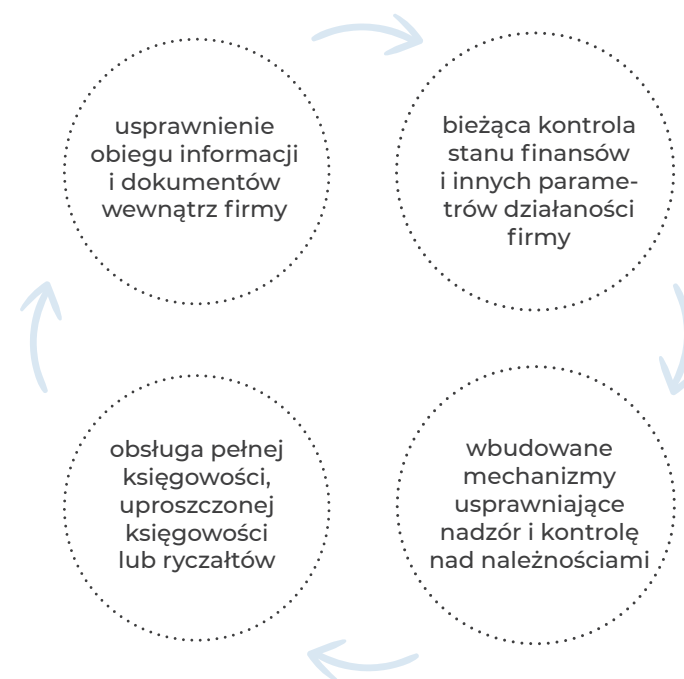 usprawnienie
obiegu informacji
i dokumentów
wewnątrz firmy
bieżąca kontrola
stanu finansów
i innych parame-
trów działaności
firmy
obsługa pełnej
księgowości,
uproszczonej
księgowości
lub ryczałtów
wbudowane
mechanizmy
usprawniające
nadzór i kontrolę
nad należnościami